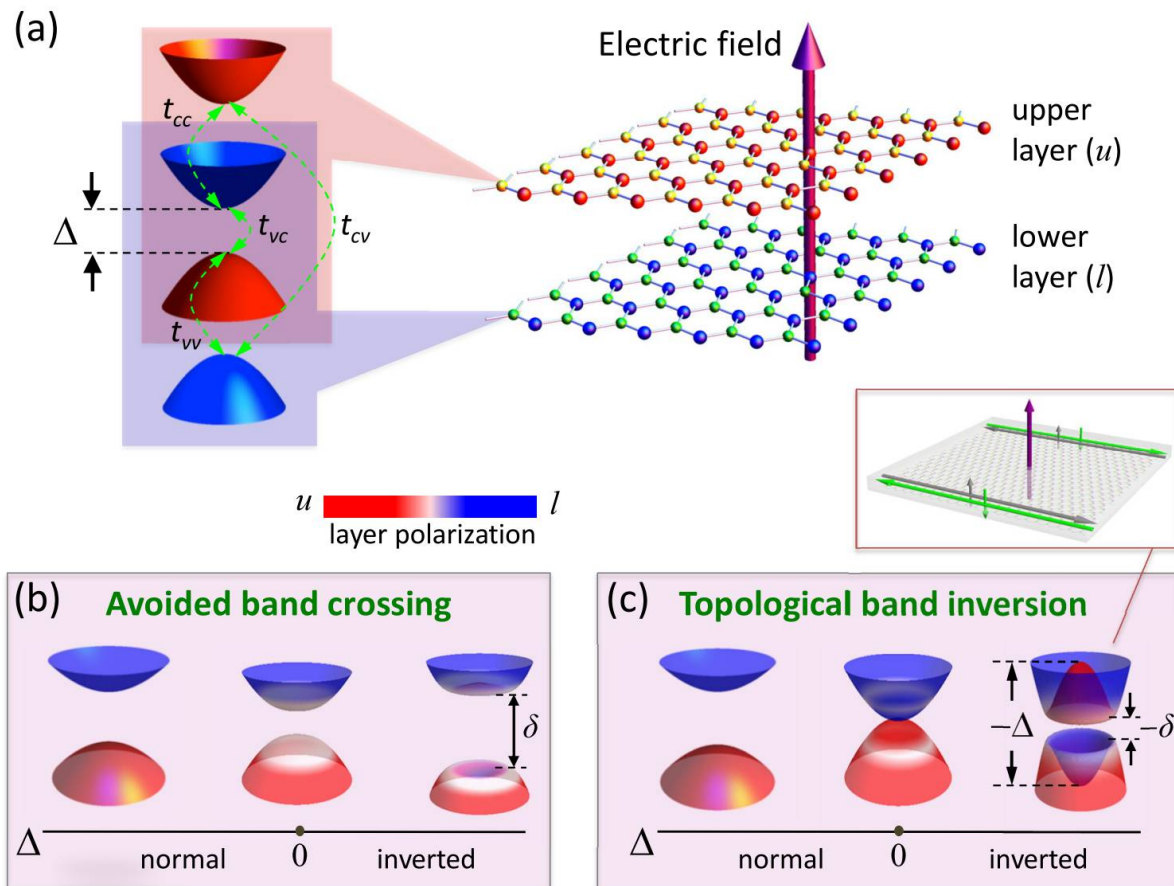 (a)
Electric field
upper
layer (u)
t_cc
Δ
t_vc
t_cv
lower
layer (l)
t_vv
u
l
layer polarization
(b)
Avoided band crossing
δ
Δ
normal
0
inverted
(c)
Topological band inversion
−Δ
−δ
Δ
normal
0
inverted